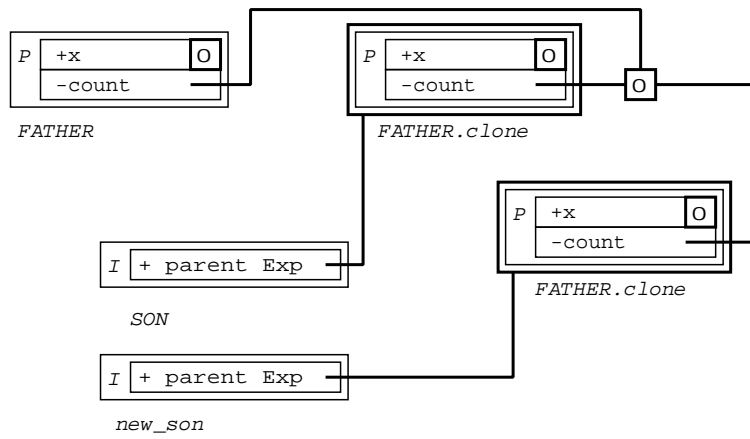 P +x O
-count
FATHER
P +x O
-count
FATHER.clone
O
P +x O
-count
FATHER.clone
I + parent Exp
SON
I + parent Exp
new_son